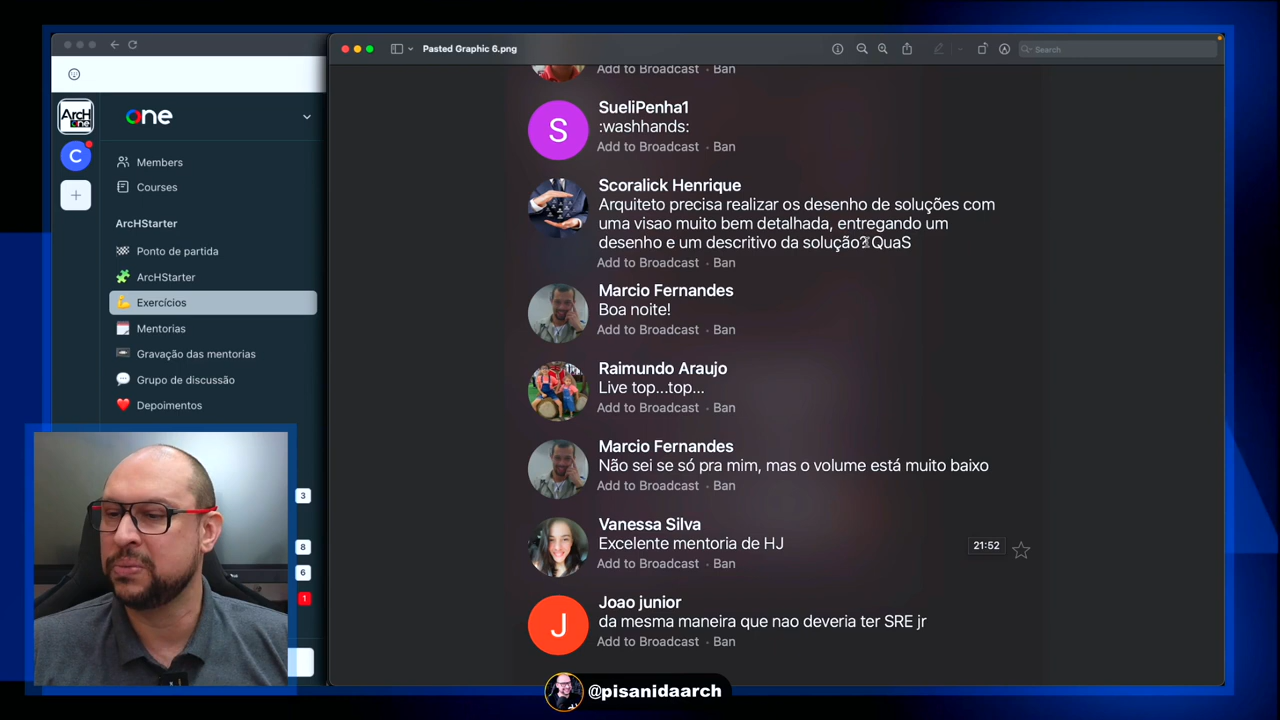 Pasted Graphic 6.png
Search
Add to Broadcast · Ban
S
SueliPenha1
:washhands:
Add to Broadcast · Ban
Scoralick Henrique
Arquiteto precisa realizar os desenho de soluções com
uma visao muito bem detalhada, entregando um
desenho e um descritivo da solução? QuaS
Add to Broadcast · Ban
Marcio Fernandes
Boa noite!
Add to Broadcast · Ban
Raimundo Araujo
Live top...top...
Add to Broadcast · Ban
Marcio Fernandes
Não sei se só pra mim, mas o volume está muito baixo
Add to Broadcast · Ban
Vanessa Silva
Excelente mentoria de HJ
21:52
Add to Broadcast · Ban
J
Joao junior
da mesma maneira que nao deveria ter SRE jr
Add to Broadcast · Ban
ArcH
one
one
C
Members
Courses
ArcHStarter
Ponto de partida
ArcHStarter
Exercícios
Mentorias
Gravação das mentorias
Grupo de discussão
Depoimentos
3
8
6
1
@pisanidaarch